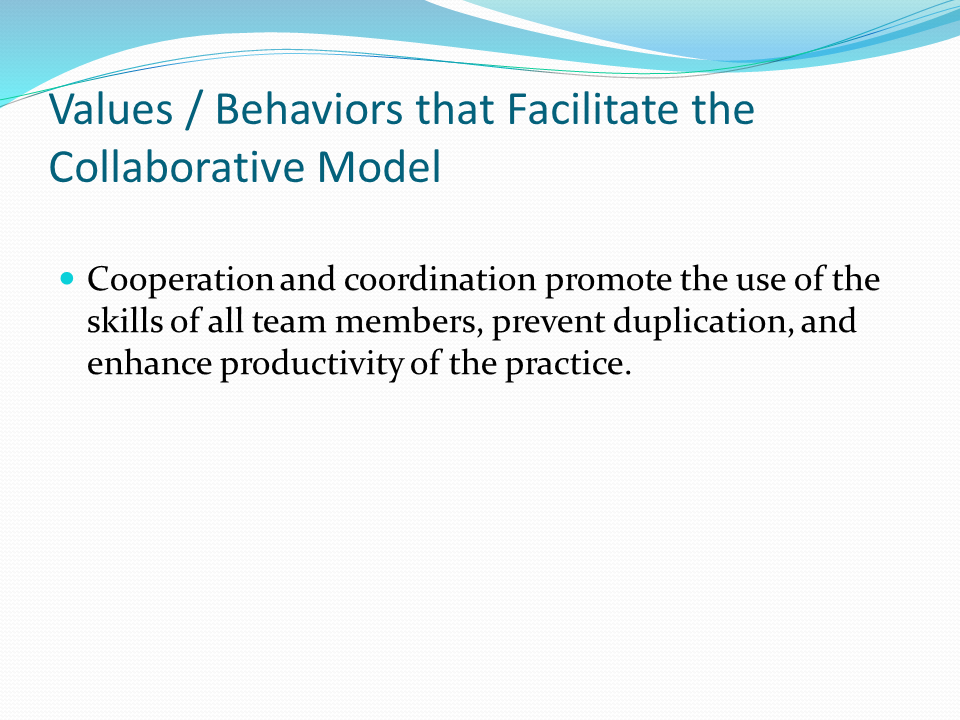 Values / Behaviors that Facilitate the
Collaborative Model
Cooperation and coordination promote the use of the
skills of all team members, prevent duplication, and
enhance productivity of the practice.